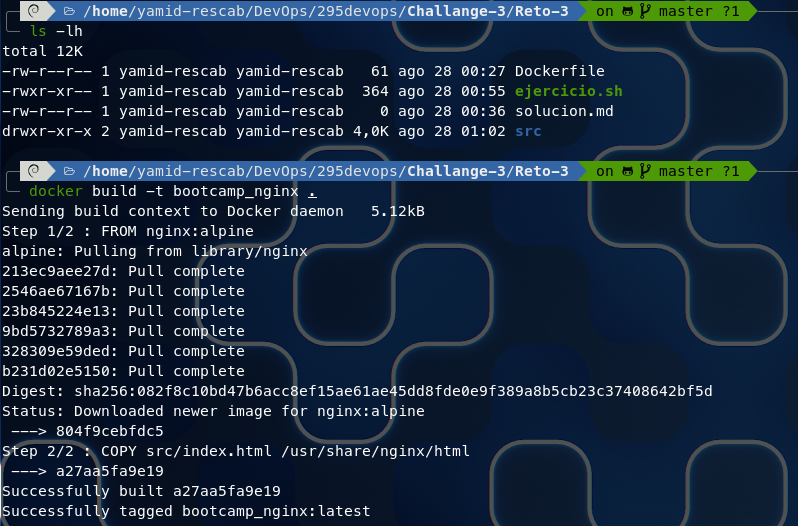 /home/yamid-rescab/DevOps/295devops/Challange-3/Reto-3 on master ?1
ls -lh
total 12K
-rw-r--r-- 1 yamid-rescab yamid-rescab 61 ago 28 00:27 Dockerfile
-rwxr-xr-- 1 yamid-rescab yamid-rescab 364 ago 28 00:55 ejercicio.sh
-rw-r--r-- 1 yamid-rescab yamid-rescab 0 ago 28 00:36 solucion.md
drwxr-xr-x 2 yamid-rescab yamid-rescab 4,0K ago 28 01:02 src
/home/yamid-rescab/DevOps/295devops/Challange-3/Reto-3 on master ?1
docker build -t bootcamp_nginx .
Sending build context to Docker daemon 5.12kB
Step 1/2 : FROM nginx:alpine
alpine: Pulling from library/nginx
213ec9aee27d: Pull complete
2546ae67167b: Pull complete
23b845224e13: Pull complete
9bd5732789a3: Pull complete
328309e59ded: Pull complete
b231d02e5150: Pull complete
Digest: sha256:082f8c10bd47b6acc8ef15ae61ae45dd8fde0e9f389a8b5cb23c37408642bf5d
Status: Downloaded newer image for nginx:alpine
---> 804f9cebfdc5
Step 2/2 : COPY src/index.html /usr/share/nginx/html
---> a27aa5fa9e19
Successfully built a27aa5fa9e19
Successfully tagged bootcamp_nginx:latest